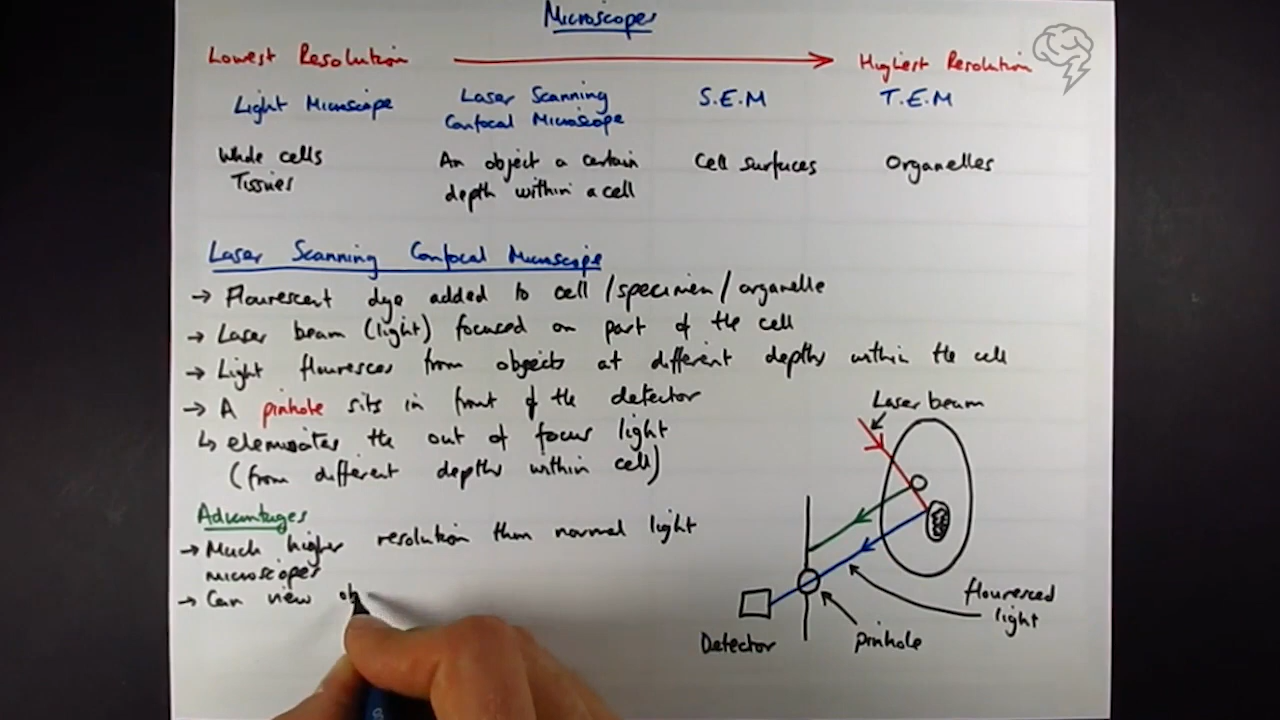 Microscopes
Lowest Resolution Highest Resolution
Light Microscope Laser Scanning Confocal Microscope S.E.M T.E.M
Whole cells Tissues An object a certain depth within a cell Cell surfaces Organelles
Laser Scanning Confocal Microscope
→ Flourescent dye added to cell/specimen/organelle
→ Laser beam (light) focused on part of the cell
→ Light flouresces from objects at different depths within the cell
→ A pinhole sits in front of the detector
↳ elemiates the out of focus light
(from different depths within cell)
Advantages
→ Much higher resolution than normal light
microscopes
→ Can view ob
Laser beam
flouresced
light
pinhole
Detector